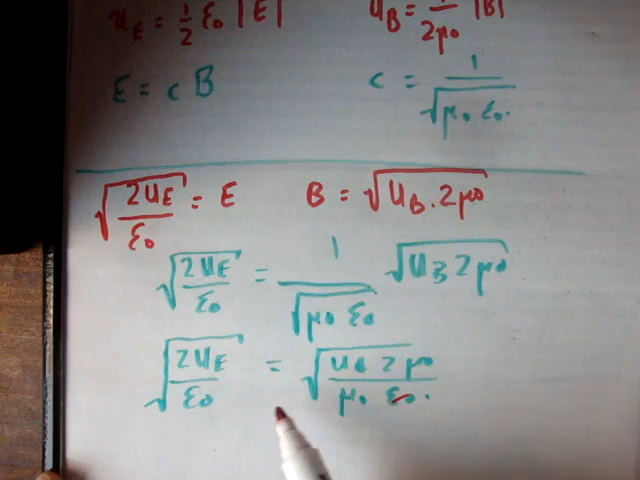 u_E = 1/2 ε₀ |E| u_B = 1/2μ₀ |B|
E = c B c = 1/√(μ₀ ε₀)
√(2u_E/ε₀) = E B = √(u_B . 2μ₀)
√(2u_E/ε₀) = 1/√(μ₀ ε₀) √(u_B 2μ₀)
√(2u_E/ε₀) = √(u_B 2μ₀/μ₀ ε₀)